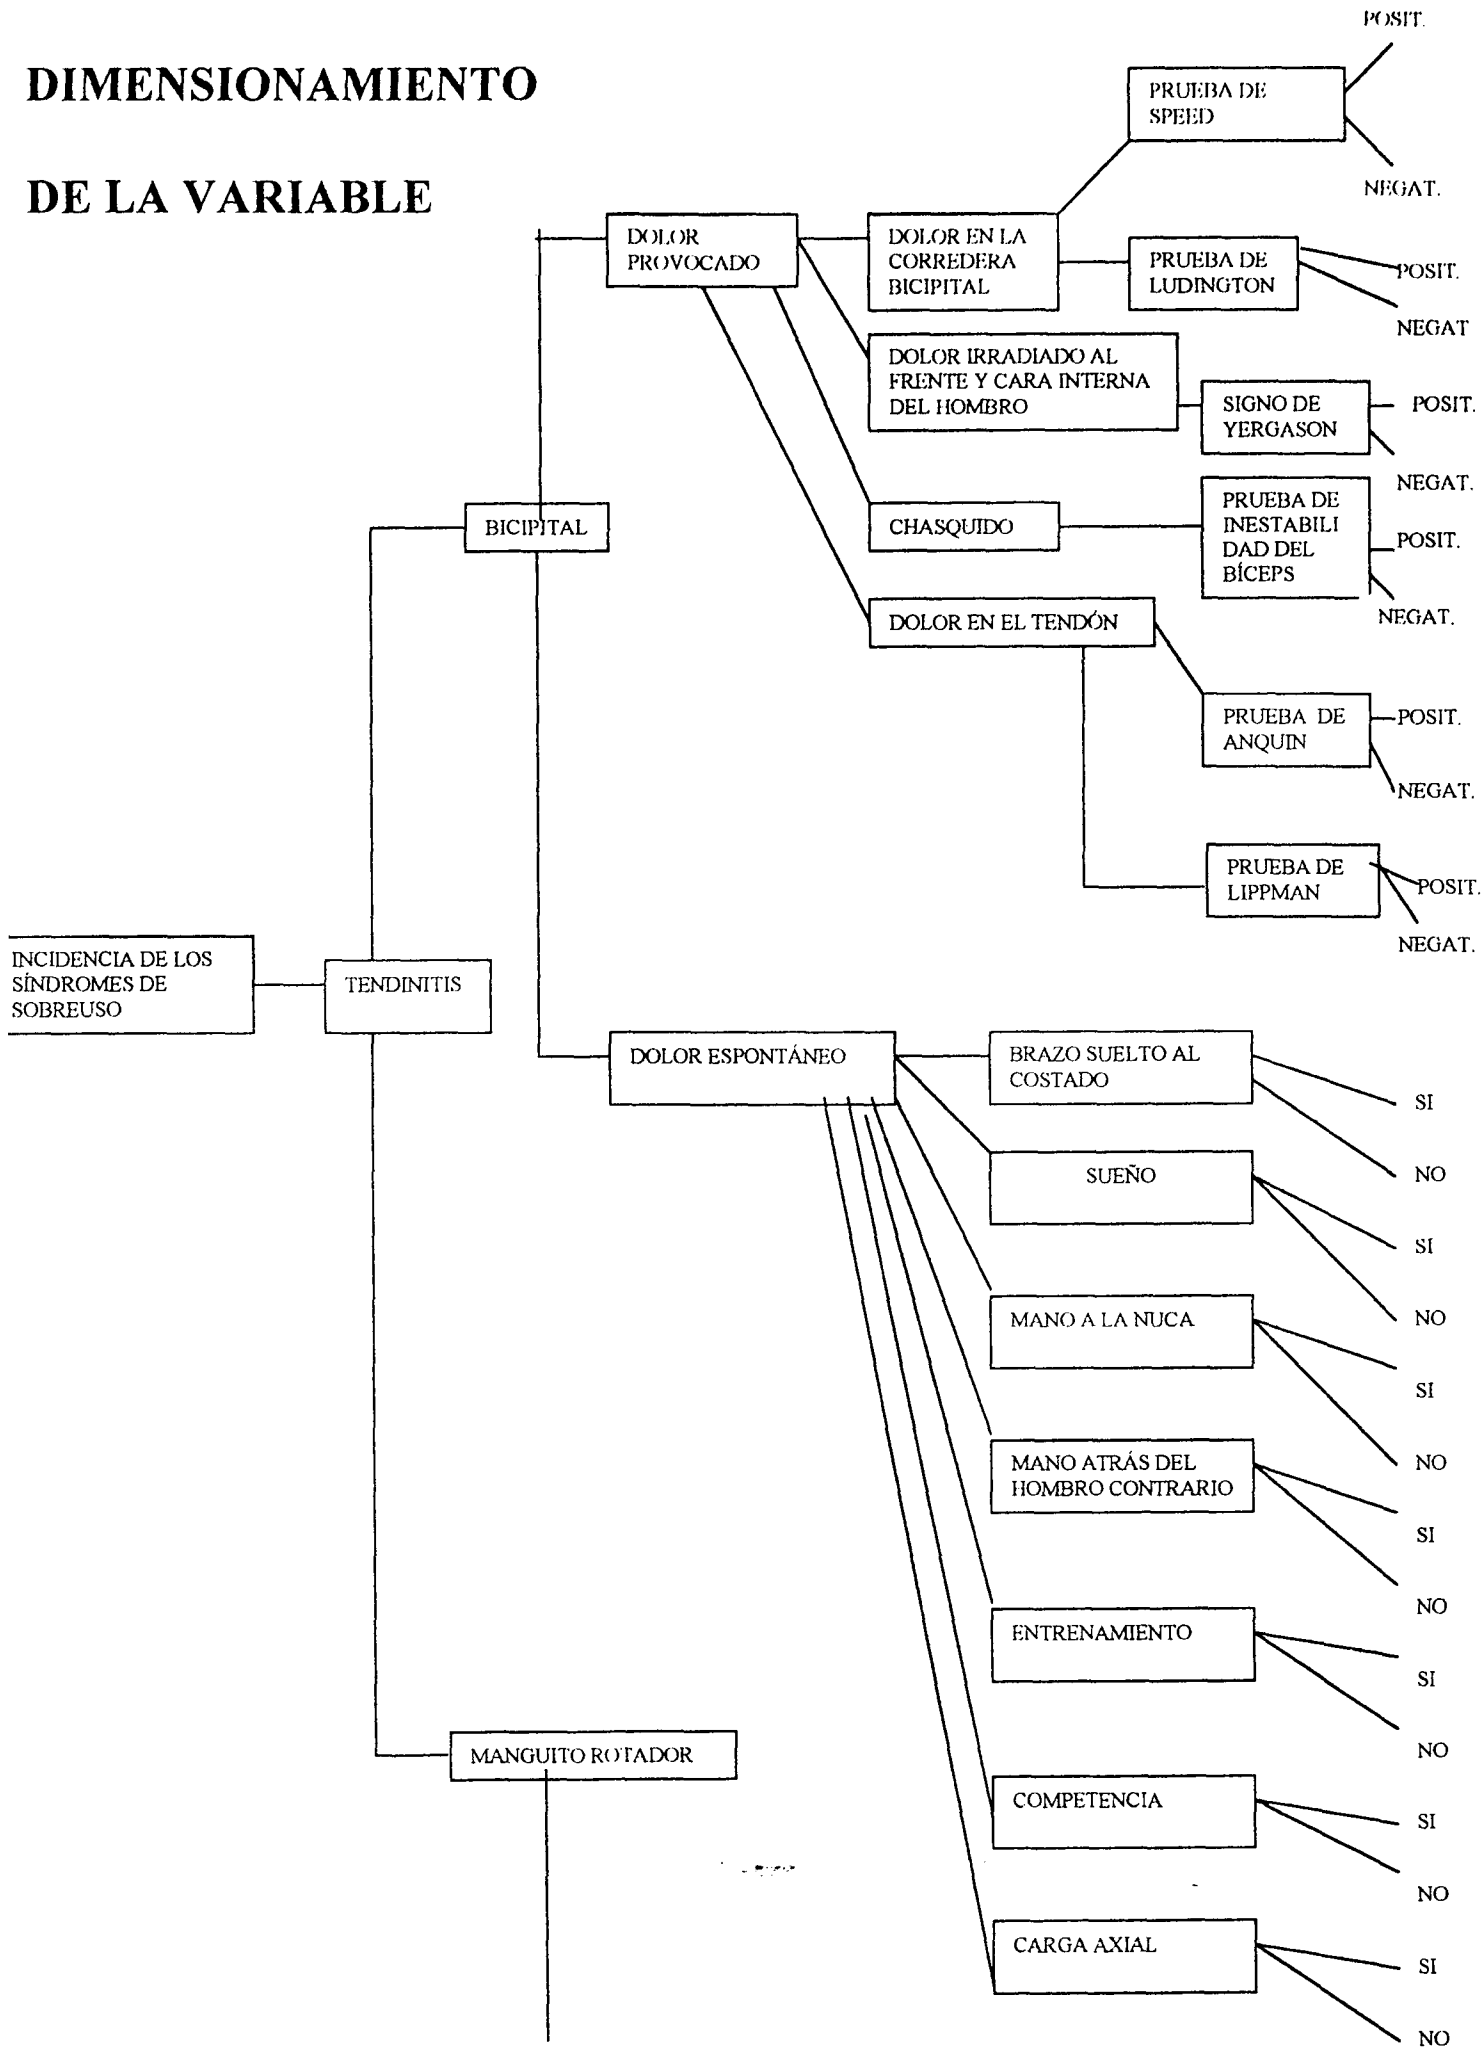 DIMENSIONAMIENTO
DE LA VARIABLE
POSIT.
PRUEBA DE
SPEED
NEGAT.
DOLOR
PROVOCADO
DOLOR EN LA
CORREDERA
BICIPITAL
PRUEBA DE
LUDINGTON
POSIT.
NEGAT
DOLOR IRRADIADO AL
FRENTE Y CARA INTERNA
DEL HOMBRO
SIGNO DE
YERGASON
POSIT.
NEGAT.
BICIPITAL
CHASQUIDO
PRUEBA DE
INESTABILI
DAD DEL
BÍCEPS
POSIT.
NEGAT.
DOLOR EN EL TENDÓN
PRUEBA DE
ANQUIN
POSIT.
NEGAT.
PRUEBA DE
LIPPMAN
POSIT.
NEGAT.
INCIDENCIA DE LOS
SÍNDROMES DE
SOBREUSO
TENDINITIS
DOLOR ESPONTÁNEO
BRAZO SUELTO AL
COSTADO
SI
NO
SUEÑO
SI
NO
MANO A LA NUCA
SI
NO
MANO ATRÁS DEL
HOMBRO CONTRARIO
SI
NO
ENTRENAMIENTO
SI
NO
MANGUITO ROTADOR
COMPETENCIA
SI
NO
CARGA AXIAL
SI
NO